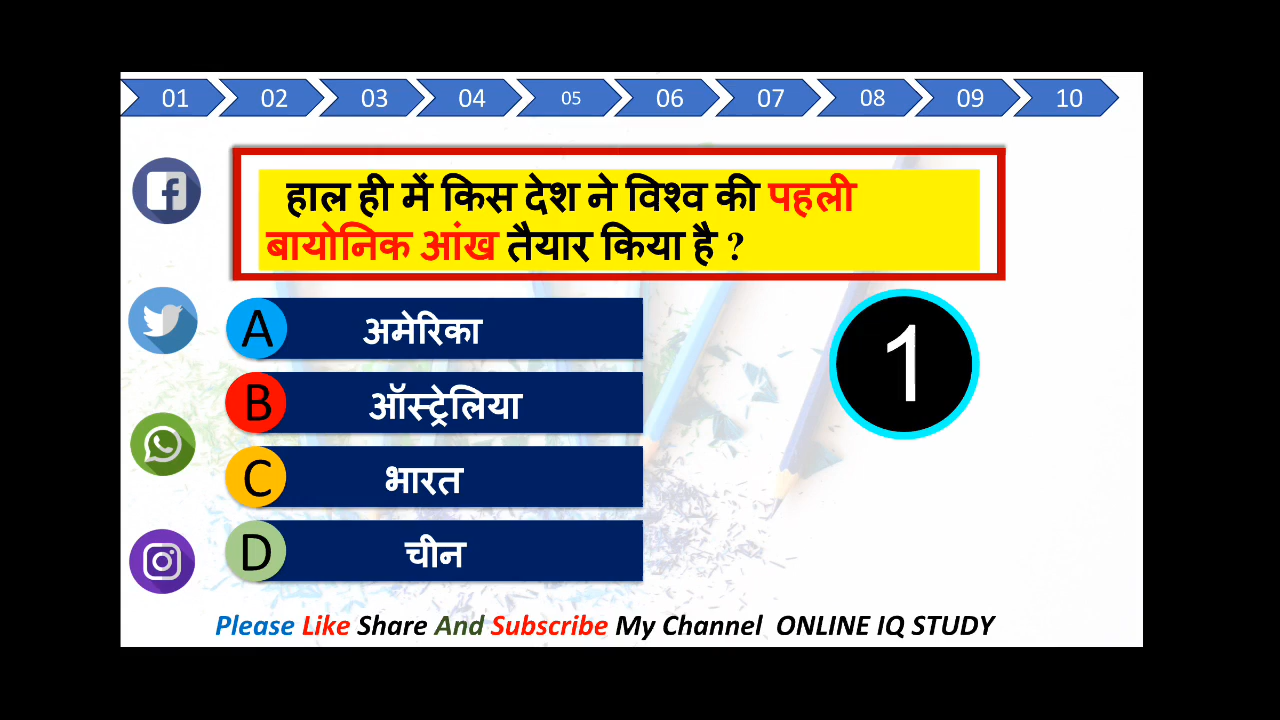 01 02 03 04 05 06 07 08 09 10
हाल ही में किस देश ने विश्व की पहली
बायोनिक आंख तैयार किया है ?
A अमेरिका
1
B ऑस्ट्रेलिया
C भारत
D चीन
Please Like Share And Subscribe My Channel ONLINE IQ STUDY